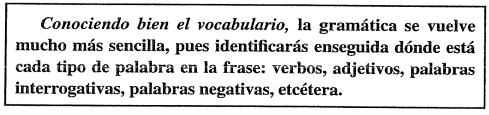 Conociendo bien el vocabulario, la gramática se vuelve
mucho más sencilla, pues identificarás enseguida dónde está
cada tipo de palabra en la frase: verbos, adjetivos, palabras
interrogativas, palabras negativas, etcétera.